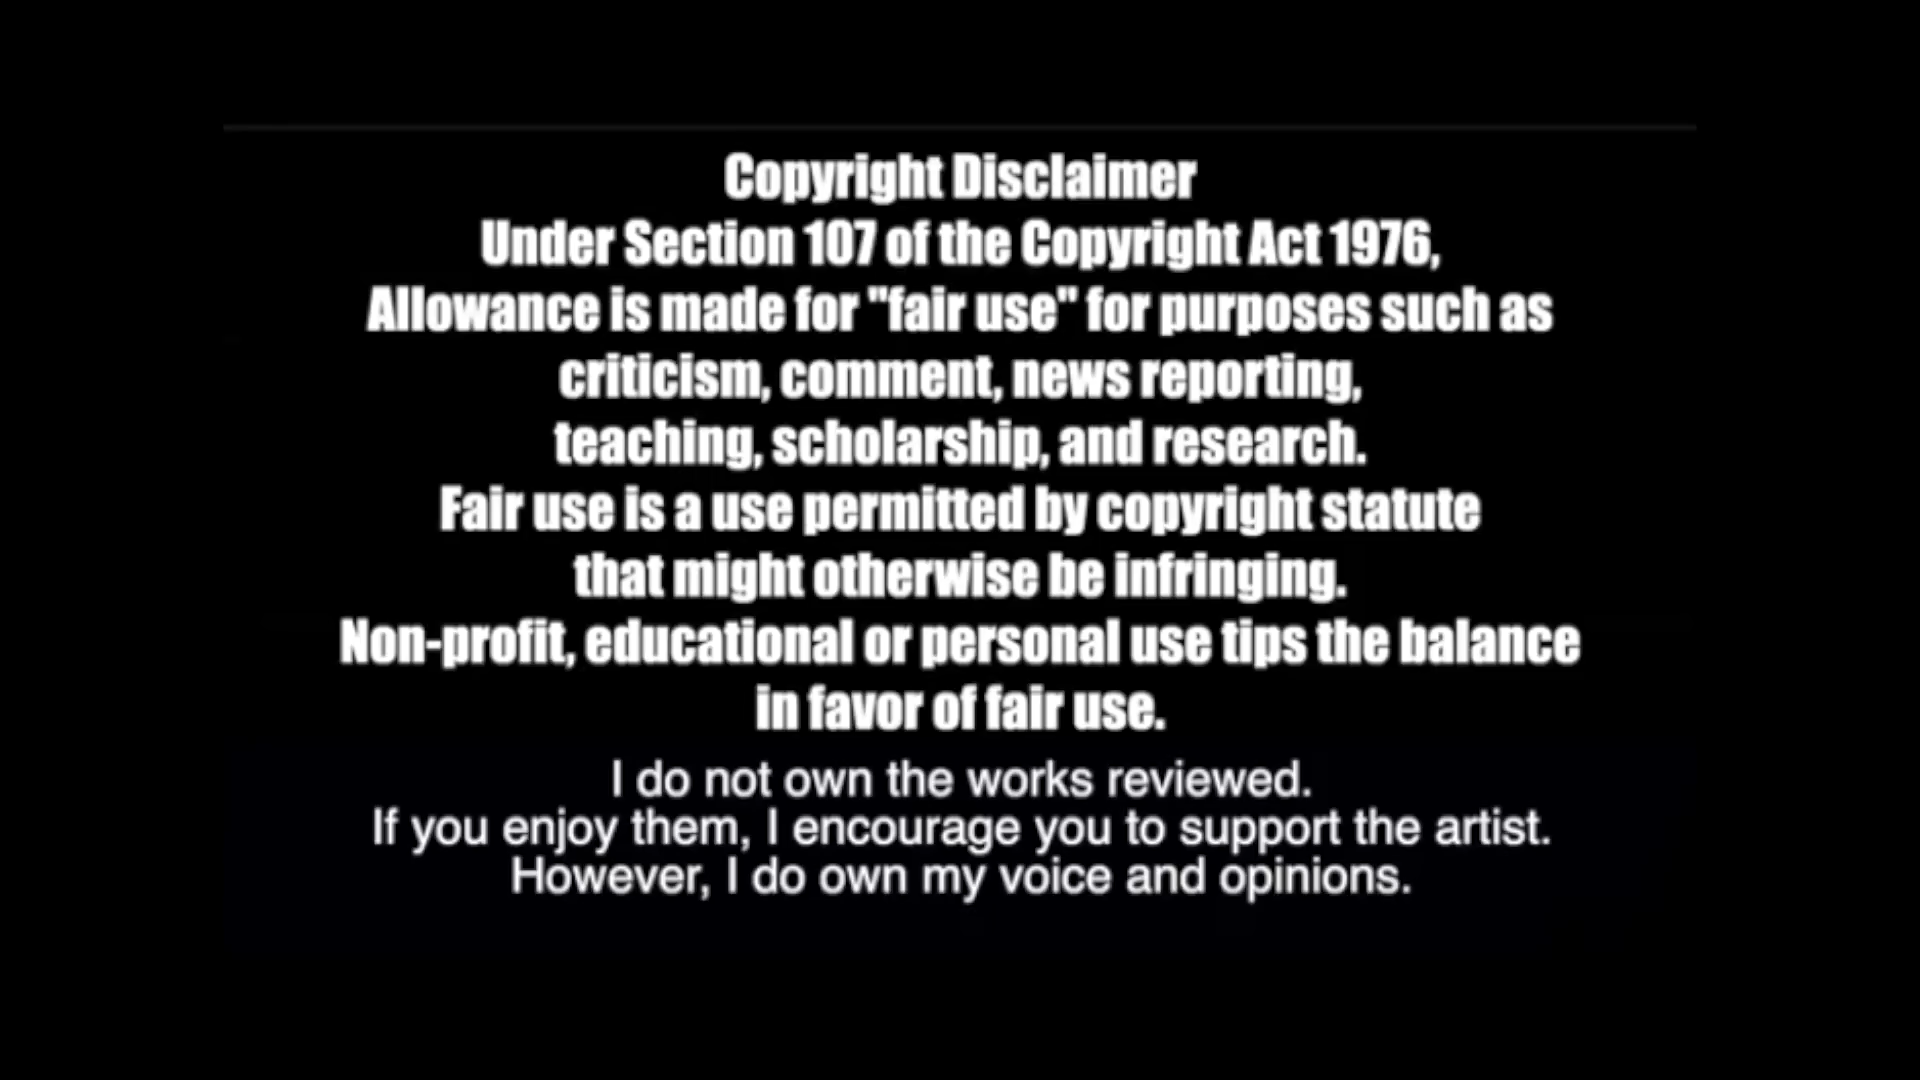 Copyright Disclaimer
Under Section 107 of the Copyright Act 1976,
Allowance is made for "fair use" for purposes such as
criticism, comment, news reporting,
teaching, scholarship, and research.
Fair use is a use permitted by copyright statute
that might otherwise be infringing.
Non-profit, educational or personal use tips the balance
in favor of fair use.
I do not own the works reviewed.
If you enjoy them, I encourage you to support the artist.
However, I do own my voice and opinions.